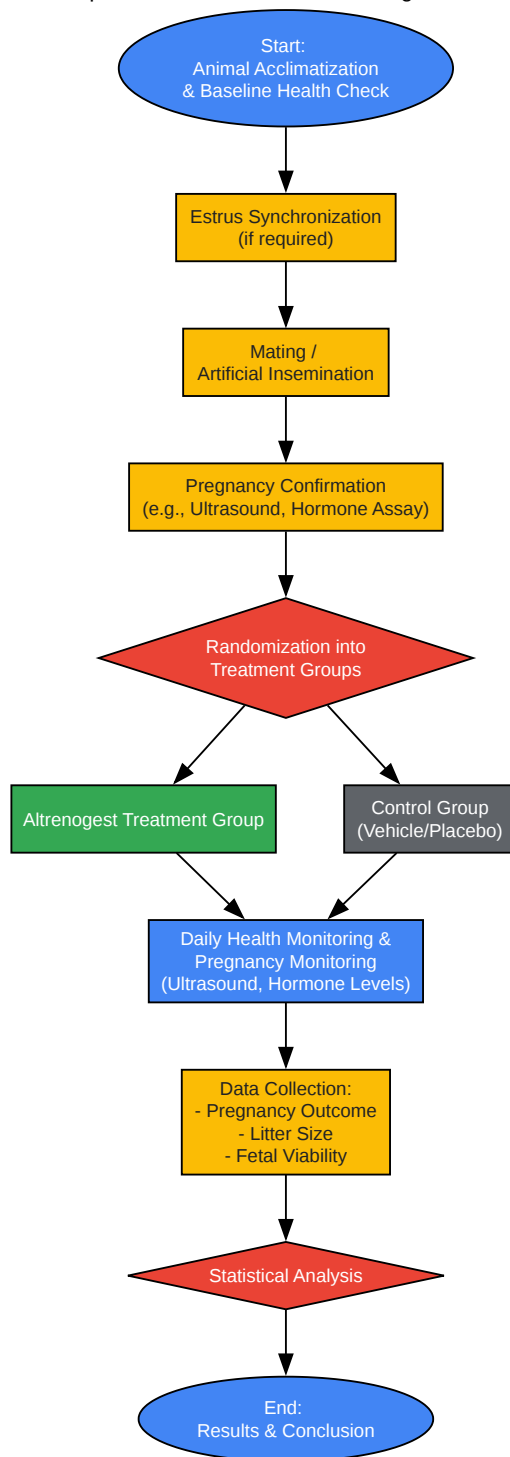 Start:
Animal Acclimatization
& Baseline Health Check
Estrus Synchronization
(if required)
Mating /
Artificial Insemination
Pregnancy Confirmation
(e.g., Ultrasound, Hormone Assay)
Randomization into
Treatment Groups
Altrenogest Treatment Group
Control Group
(Vehicle/Placebo)
Daily Health Monitoring &
Pregnancy Monitoring
(Ultrasound, Hormone Levels)
Data Collection:
- Pregnancy Outcome
- Litter Size
- Fetal Viability
Statistical Analysis
End:
Results & Conclusion